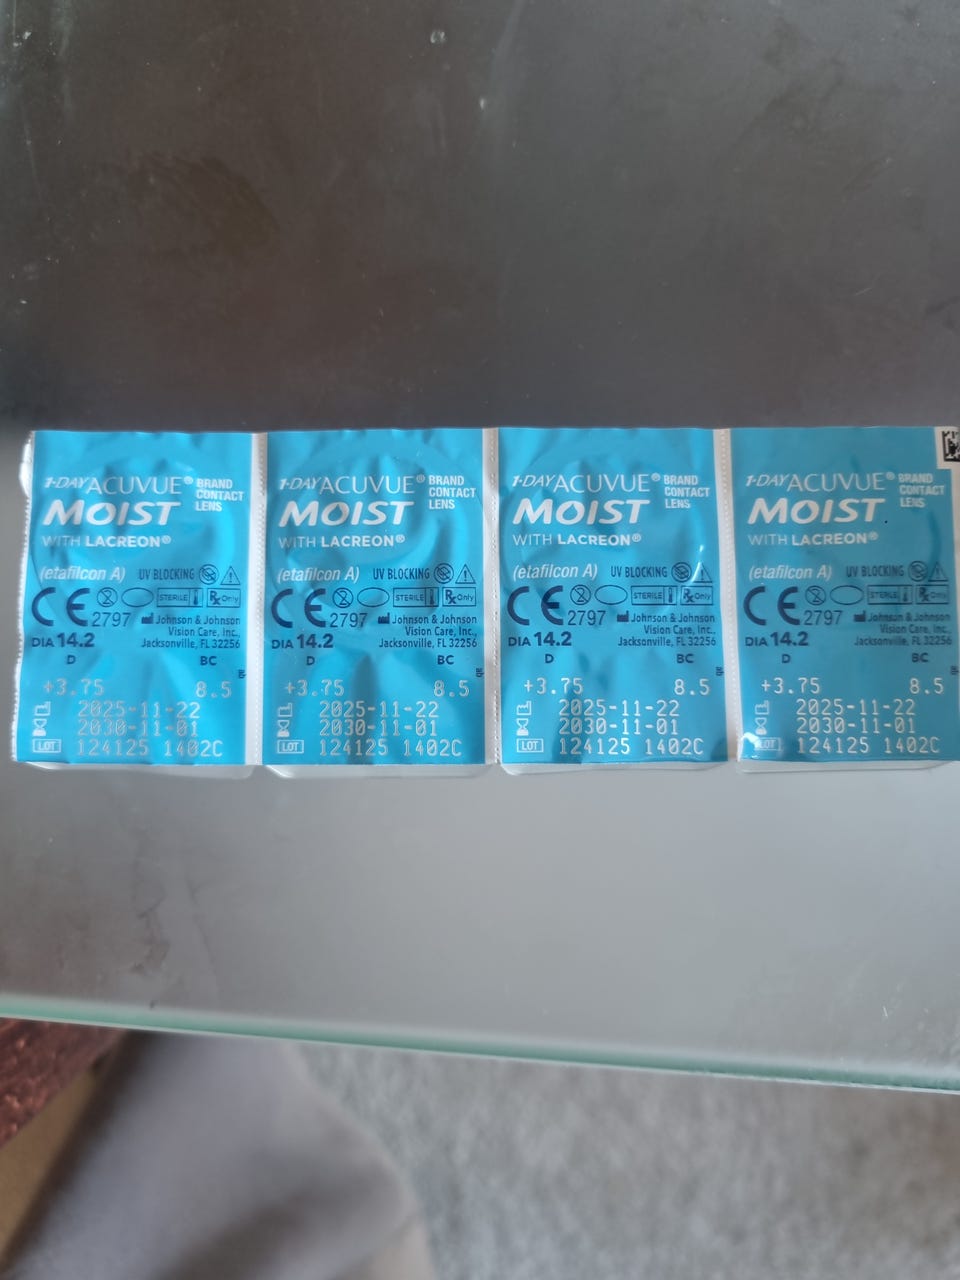 1-DAY ACUVUE® BRAND CONTACT LENS
MOIST
WITH LACREON®
(etafilcon A) UV BLOCKING
CE 2797 STERILE Rx Only
Johnson & Johnson
Vision Care, Inc.,
DIA 14.2 Jacksonville, FL 32256
D BC
+3.75 8.5
2025-11-22
2030-11-01
LOT 124125 1402C
1-DAY ACUVUE® BRAND CONTACT LENS
MOIST
WITH LACREON®
(etafilcon A) UV BLOCKING
CE 2797 STERILE Rx Only
Johnson & Johnson
Vision Care, Inc.,
DIA 14.2 Jacksonville, FL 32256
D BC
+3.75 8.5
2025-11-22
2030-11-01
LOT 124125 1402C
1-DAY ACUVUE® BRAND CONTACT LENS
MOIST
WITH LACREON®
(etafilcon A) UV BLOCKING
CE 2797 STERILE Rx Only
Johnson & Johnson
Vision Care, Inc.,
DIA 14.2 Jacksonville, FL 32256
D BC
+3.75 8.5
2025-11-22
2030-11-01
LOT 124125 1402C
1-DAY ACUVUE® BRAND CONTACT LENS
MOIST
WITH LACREON®
(etafilcon A) UV BLOCKING
CE 2797 STERILE Rx Only
Johnson & Johnson
Vision Care, Inc.,
DIA 14.2 Jacksonville, FL 32256
D BC
+3.75 8.5
2025-11-22
2030-11-01
LOT 124125 1402C